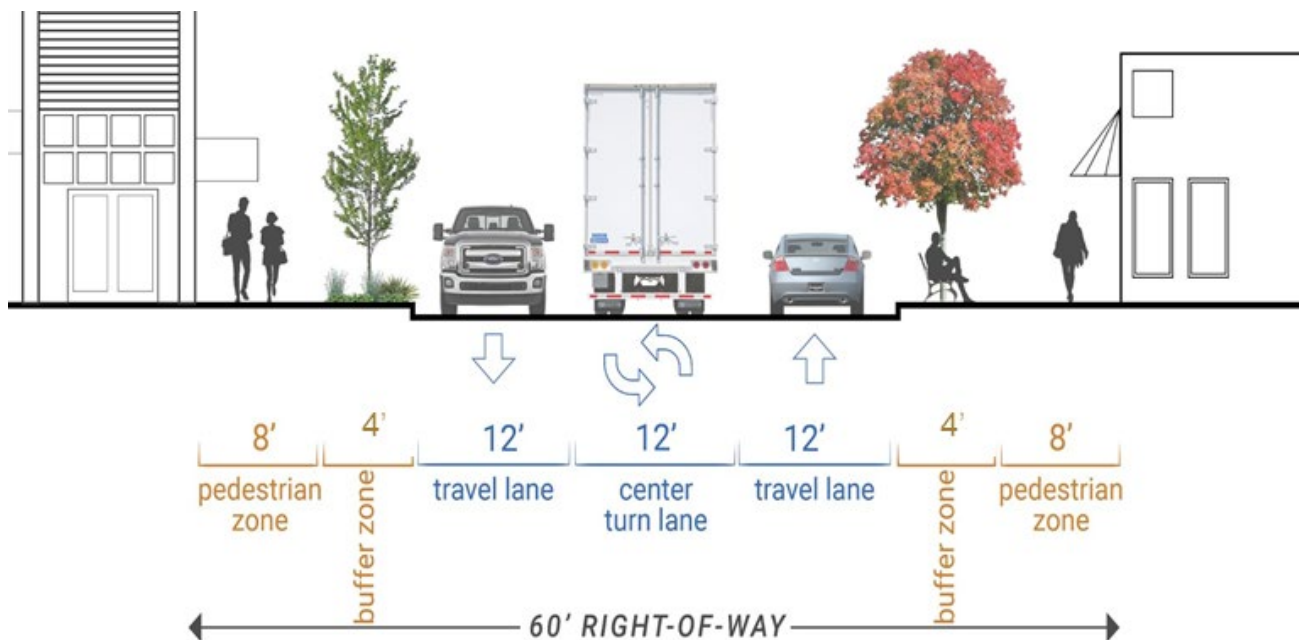 8’
4’
12’
12’
12’
4’
8’
pedestrian
zone
buffer zone
travel lane
center
turn lane
travel lane
buffer zone
pedestrian
zone
60’ RIGHT-OF-WAY